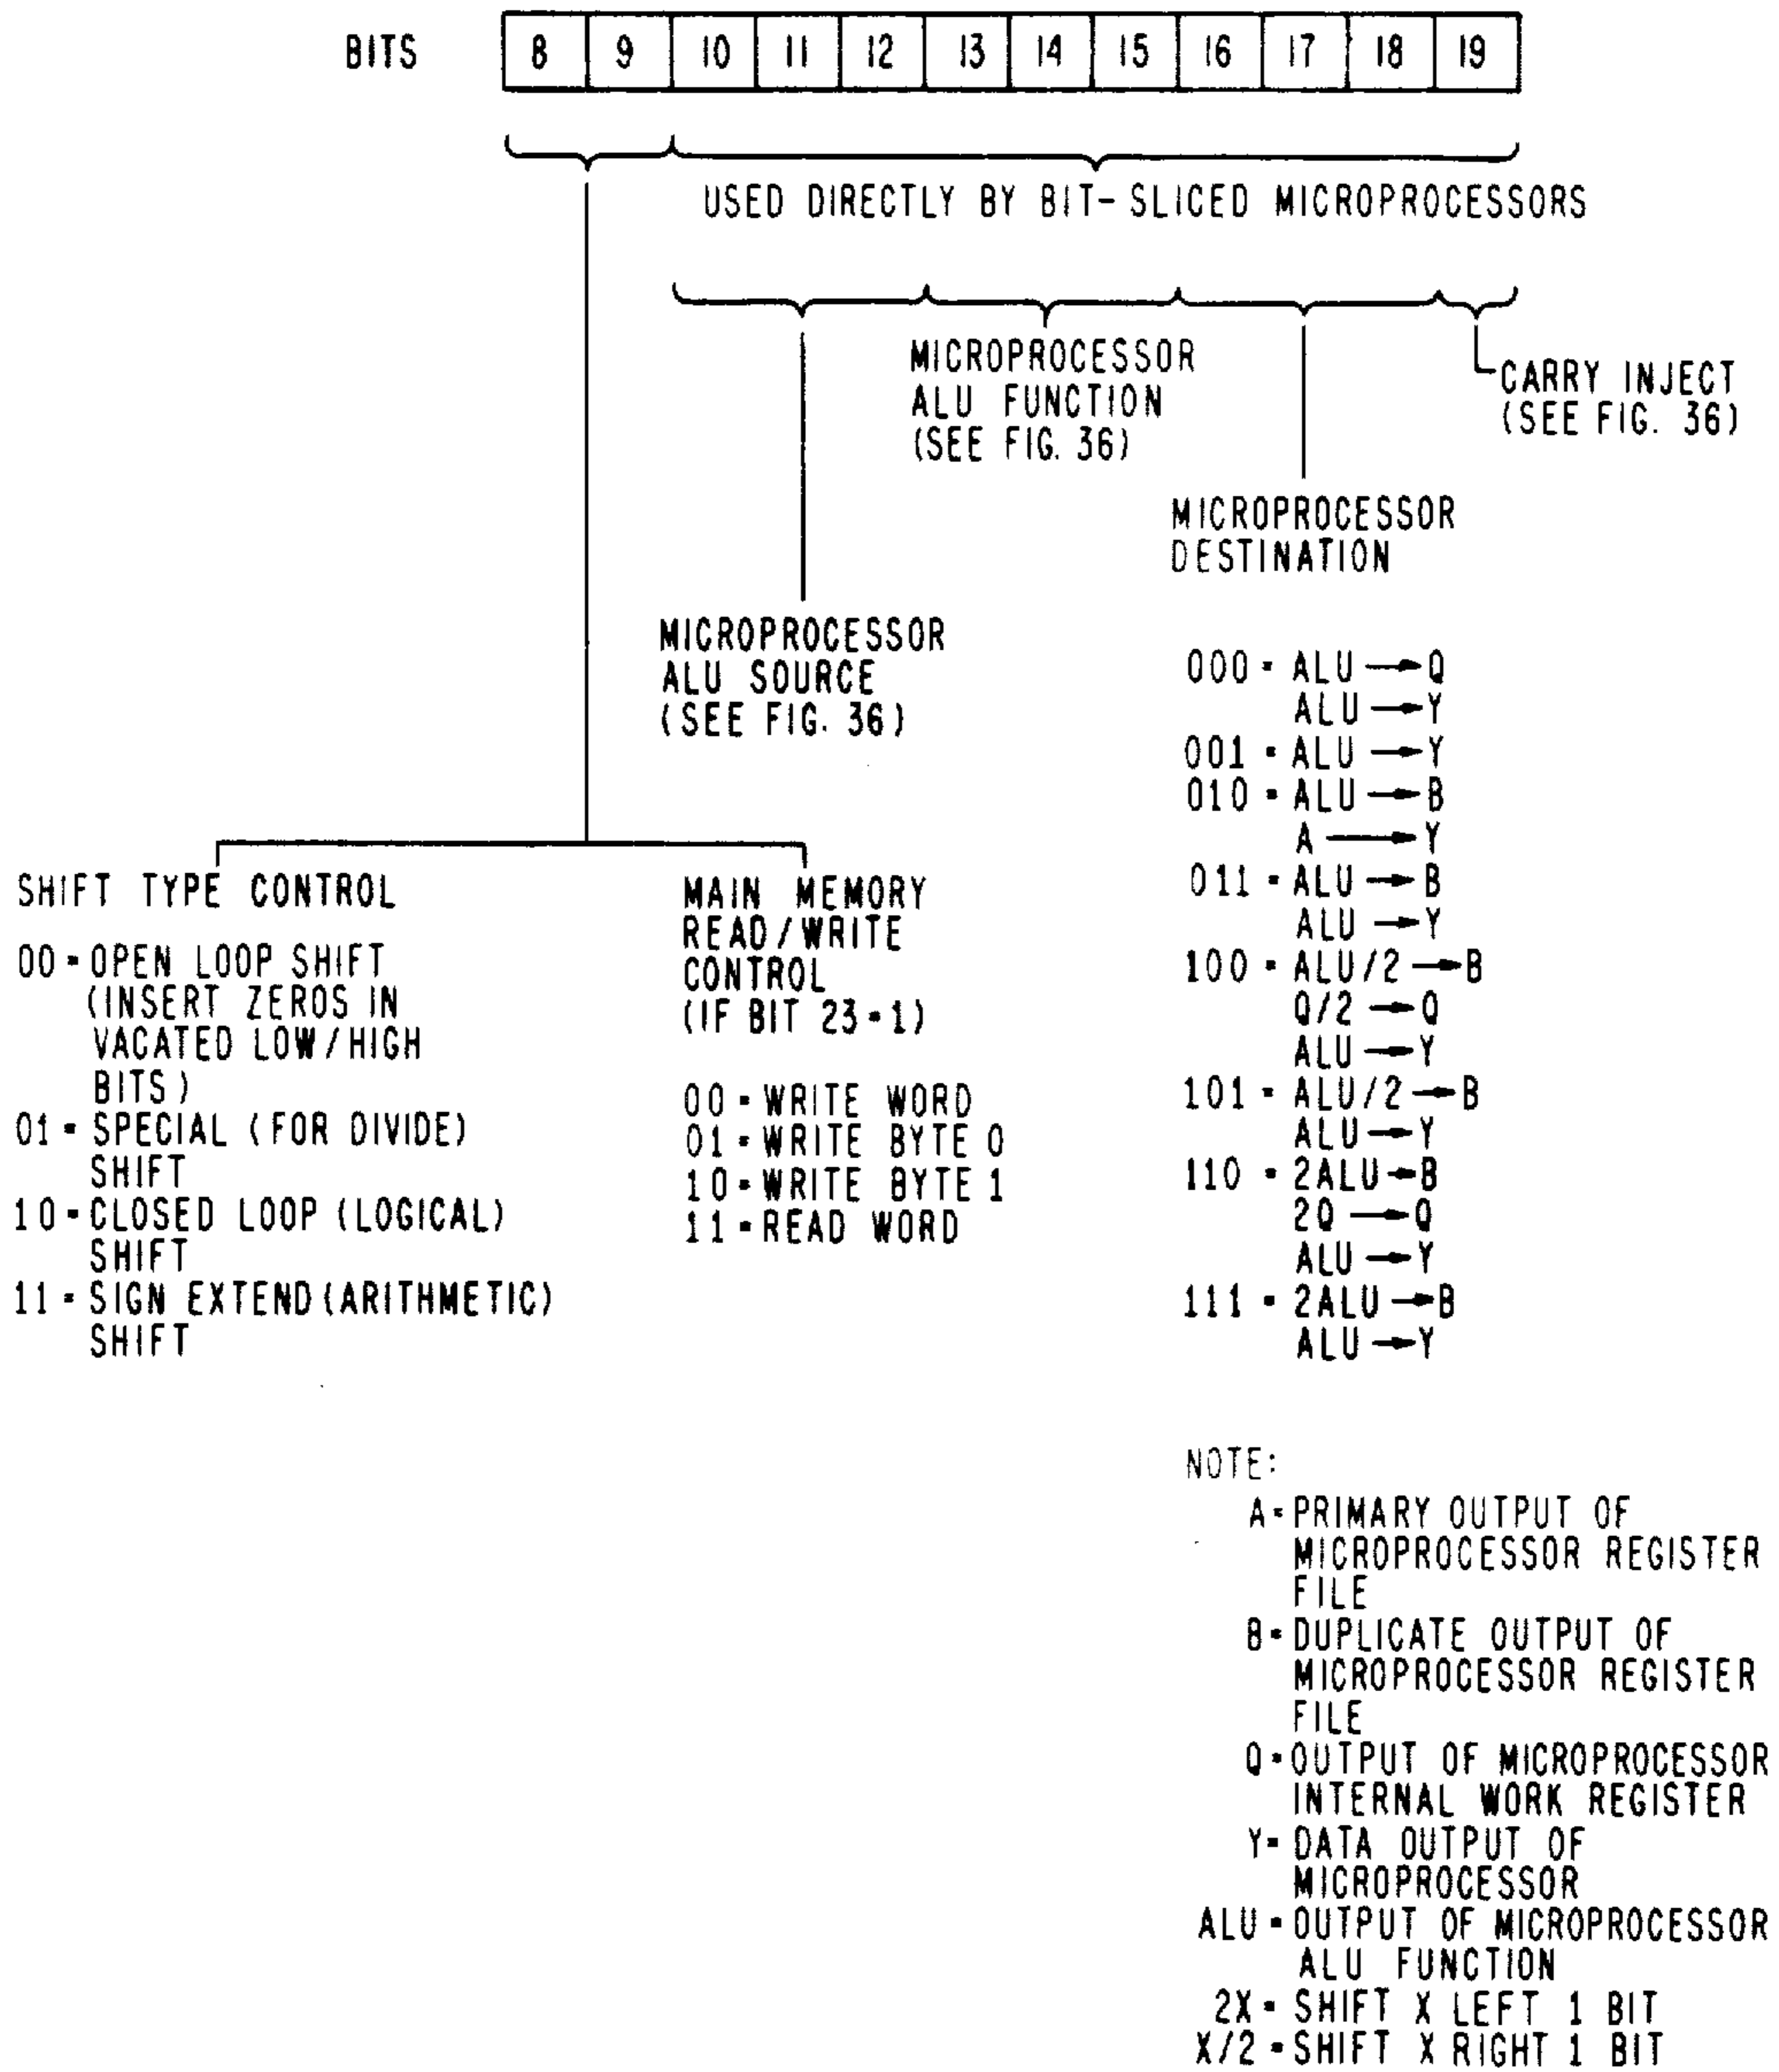 BITS 8 9 10 11 12 13 14 15 16 17 18 19
USED DIRECTLY BY BIT-SLICED MICROPROCESSORS
MICROPROCESSOR
ALU FUNCTION
(SEE FIG. 36)
CARRY INJECT
(SEE FIG. 36)
MICROPROCESSOR
DESTINATION
MICROPROCESSOR
ALU SOURCE
(SEE FIG. 36)
000 = ALU → Q
ALU → Y
001 = ALU → Y
010 = ALU → B
A → Y
011 = ALU → B
ALU → Y
100 = ALU/2 → B
Q/2 → Q
ALU → Y
101 = ALU/2 → B
ALU → Y
110 = 2ALU → B
2Q → Q
ALU → Y
111 = 2ALU → B
ALU → Y
SHIFT TYPE CONTROL
00 = OPEN LOOP SHIFT
(INSERT ZEROS IN
VACATED LOW/HIGH
BITS)
01 = SPECIAL (FOR DIVIDE)
SHIFT
10 = CLOSED LOOP (LOGICAL)
SHIFT
11 = SIGN EXTEND (ARITHMETIC)
SHIFT
MAIN MEMORY
READ/WRITE
CONTROL
(IF BIT 23 = 1)
00 = WRITE WORD
01 = WRITE BYTE 0
10 = WRITE BYTE 1
11 = READ WORD
NOTE:
A = PRIMARY OUTPUT OF
MICROPROCESSOR REGISTER
FILE
B = DUPLICATE OUTPUT OF
MICROPROCESSOR REGISTER
FILE
Q = OUTPUT OF MICROPROCESSOR
INTERNAL WORK REGISTER
Y = DATA OUTPUT OF
MICROPROCESSOR
ALU = OUTPUT OF MICROPROCESSOR
ALU FUNCTION
2X = SHIFT X LEFT 1 BIT
X/2 = SHIFT X RIGHT 1 BIT